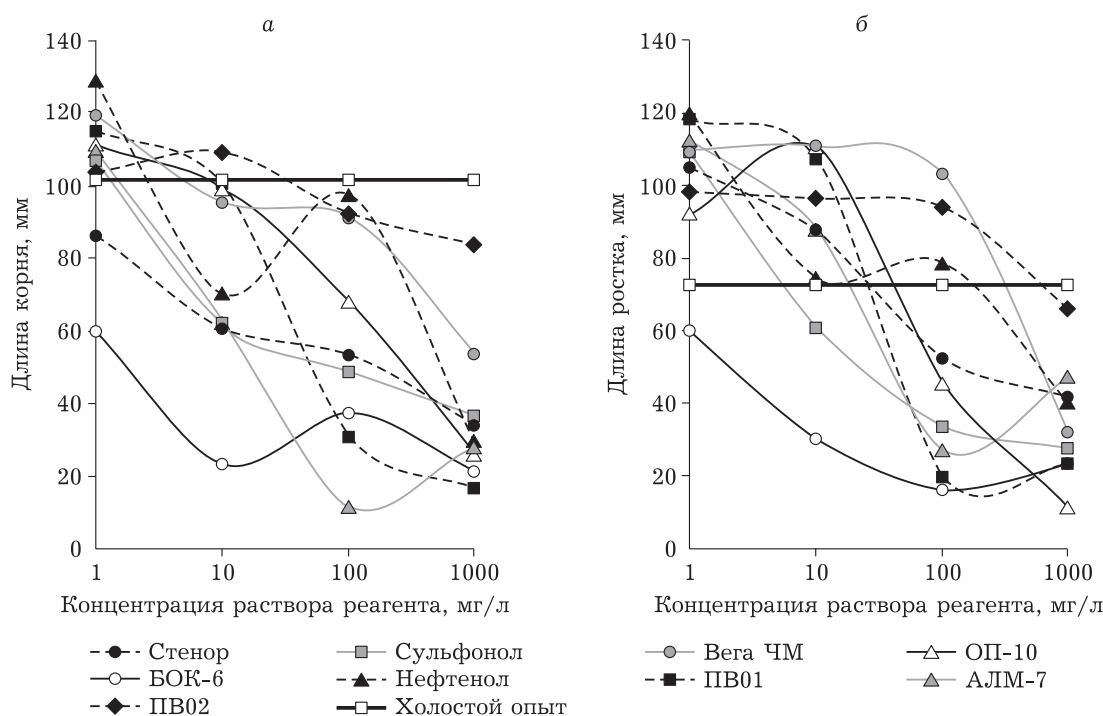 а
б
140
120
100
80
60
40
20
0
Длина корня, мм
1 10 100 1000
Концентрация раствора реагента, мг/л
140
120
100
80
60
40
20
0
Длина ростка, мм
1 10 100 1000
Концентрация раствора реагента, мг/л
Стенор
БОК-6
ПВ02
Сульфонол
Нефтенол
Холостой опыт
Вега ЧМ
ПВ01
ОП-10
АЛМ-7